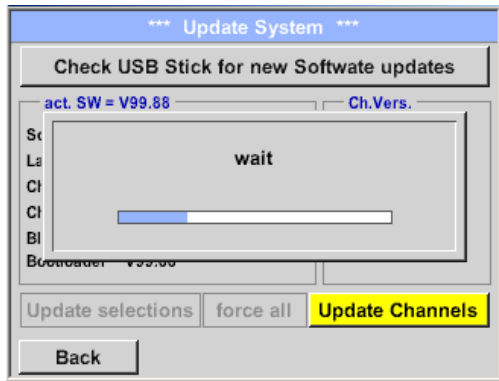 *** Update System ***
Check USB Stick for new Softwate updates
act. SW = V99.88
Ch.Vers.
wait
Update selections
force all
Update Channels
Back